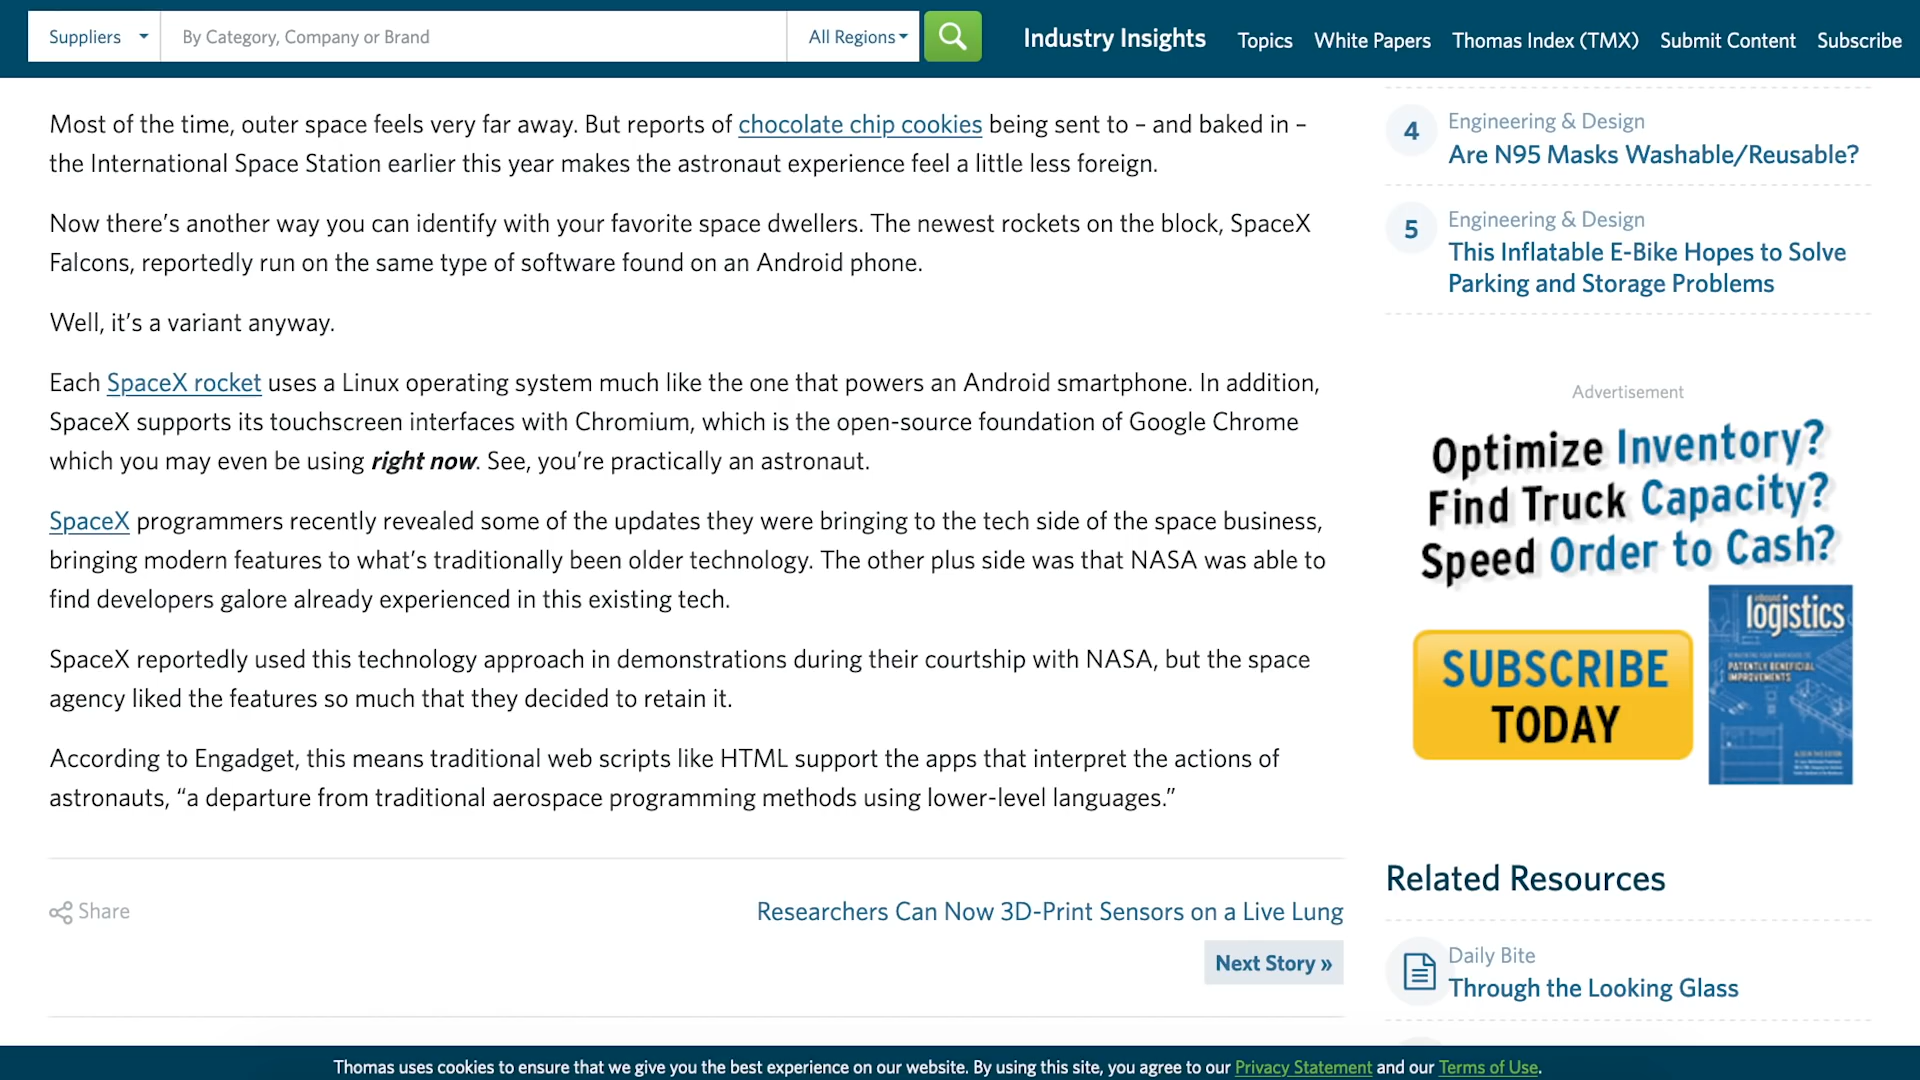 Suppliers
By Category, Company or Brand
All Regions
Industry Insights
Topics
White Papers
Thomas Index (TMX)
Submit Content
Subscribe
Most of the time, outer space feels very far away. But reports of chocolate chip cookies being sent to – and baked in –
the International Space Station earlier this year makes the astronaut experience feel a little less foreign.
Now there’s another way you can identify with your favorite space dwellers. The newest rockets on the block, SpaceX
Falcons, reportedly run on the same type of software found on an Android phone.
Well, it’s a variant anyway.
Each SpaceX rocket uses a Linux operating system much like the one that powers an Android smartphone. In addition,
SpaceX supports its touchscreen interfaces with Chromium, which is the open-source foundation of Google Chrome
which you may even be using right now. See, you’re practically an astronaut.
SpaceX programmers recently revealed some of the updates they were bringing to the tech side of the space business,
bringing modern features to what’s traditionally been older technology. The other plus side was that NASA was able to
find developers galore already experienced in this existing tech.
SpaceX reportedly used this technology approach in demonstrations during their courtship with NASA, but the space
agency liked the features so much that they decided to retain it.
According to Engadget, this means traditional web scripts like HTML support the apps that interpret the actions of
astronauts, “a departure from traditional aerospace programming methods using lower-level languages.”
Share
Researchers Can Now 3D-Print Sensors on a Live Lung
Next Story »
4
Engineering & Design
Are N95 Masks Washable/Reusable?
5
Engineering & Design
This Inflatable E-Bike Hopes to Solve
Parking and Storage Problems
Advertisement
Optimize Inventory?
Find Truck Capacity?
Speed Order to Cash?
SUBSCRIBE
TODAY
inbound
logistics
PATENTLY BENEFICIAL
IMPROVEMENTS
Related Resources
Daily Bite
Through the Looking Glass
Thomas uses cookies to ensure that we give you the best experience on our website. By using this site, you agree to our Privacy Statement and our Terms of Use.